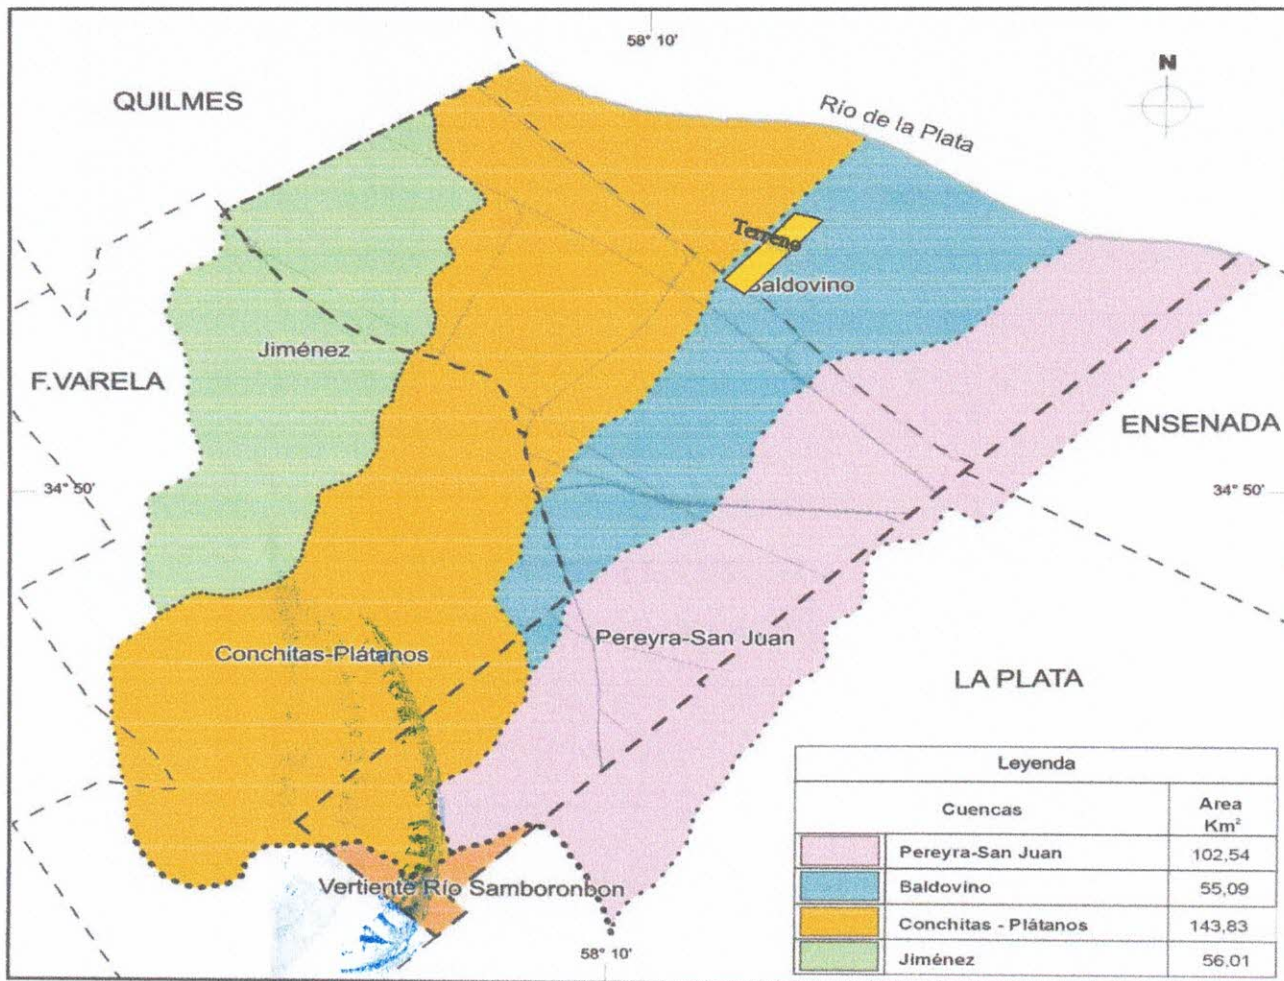 58° 10'
N
QUILMES
Río de la Plata
Terreno
Baldovino
Jiménez
F.VARELA
ENSENADA
34° 50'
34° 50'
Pereyra-San Juan
Conchitas-Plátanos
LA PLATA
Vertiente Río Samboronbon
58° 10'
Leyenda
Cuencas Area Km²
Pereyra-San Juan 102,54
Baldovino 55,09
Conchitas - Plátanos 143,83
Jiménez 56,01